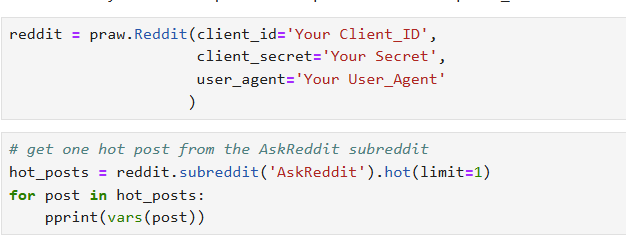 reddit = praw.Reddit(client_id='Your Client_ID',
                     client_secret='Your Secret',
                     user_agent='Your User_Agent'
                    )
# get one hot post from the AskReddit subreddit
hot_posts = reddit.subreddit('AskReddit').hot(limit=1)
for post in hot_posts:
    pprint(vars(post))